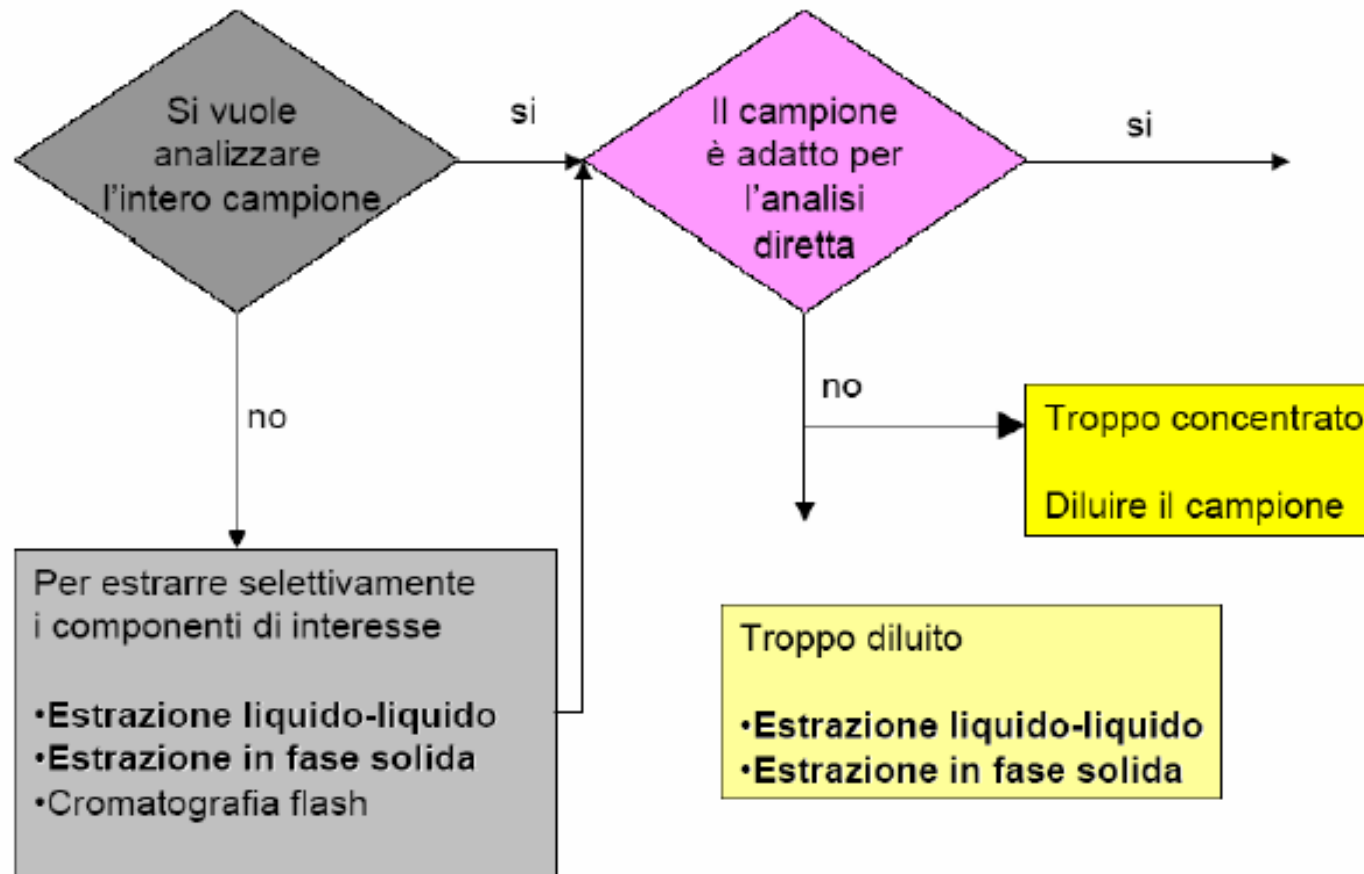 Si vuole
analizzare
l'intero campione
si
Il campione
è adatto per
l'analisi
diretta
si
no
no
Troppo concentrato
Diluire il campione
Per estrarre selettivamente
i componenti di interesse
•Estrazione liquido-liquido
•Estrazione in fase solida
•Cromatografia flash
Troppo diluito
•Estrazione liquido-liquido
•Estrazione in fase solida